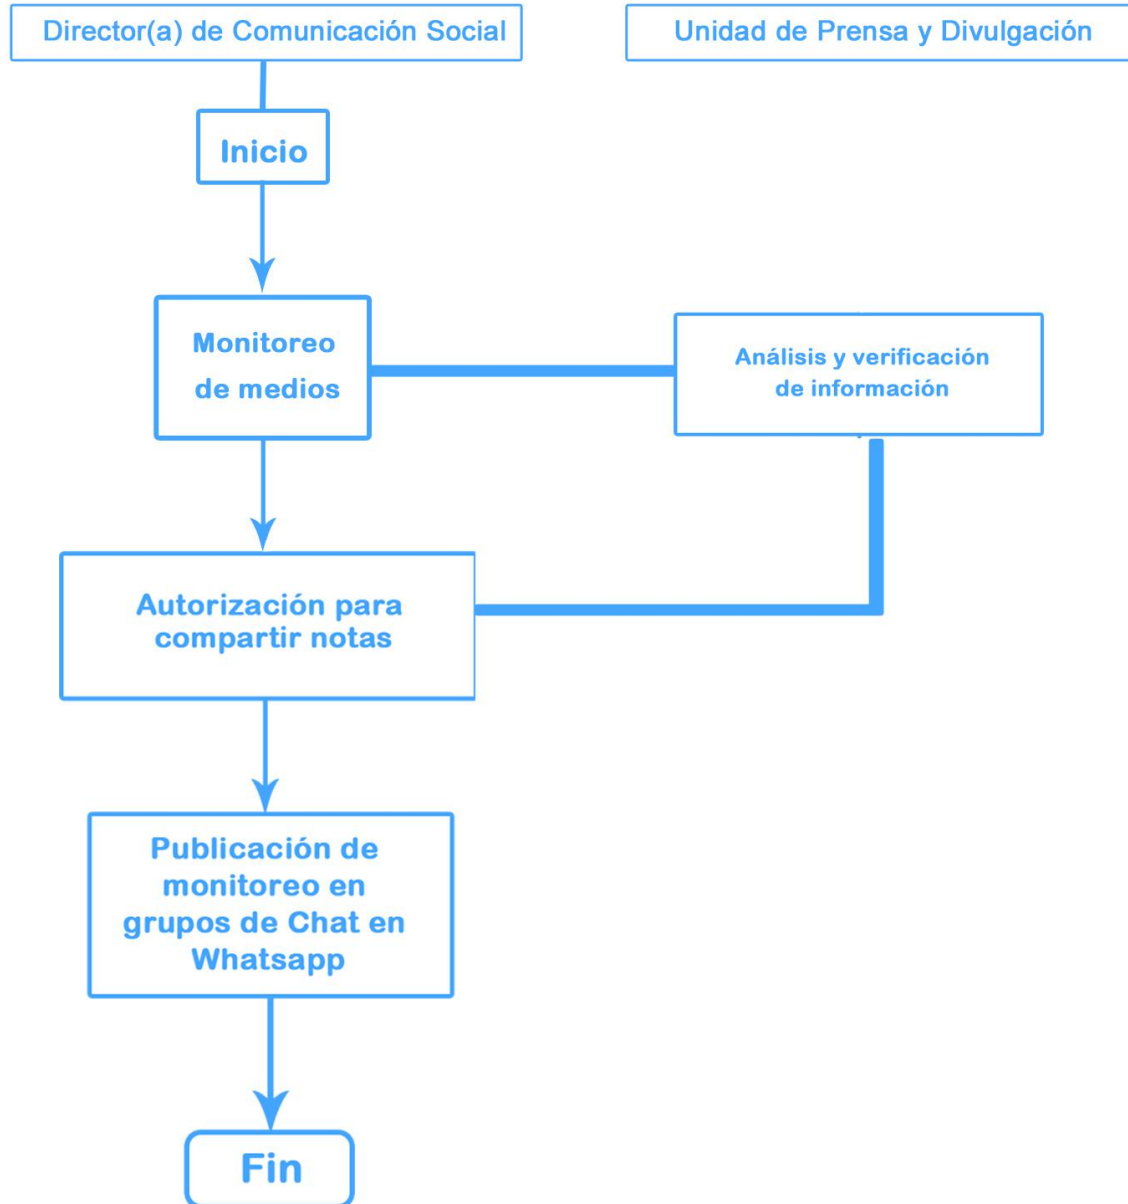 Director(a) de Comunicación Social
Unidad de Prensa y Divulgación
Inicio
Monitoreo
de medios
Análisis y verificación
de información
Autorización para
compartir notas
Publicación de
monitoreo en
grupos de Chat en
Whatsapp
Fin